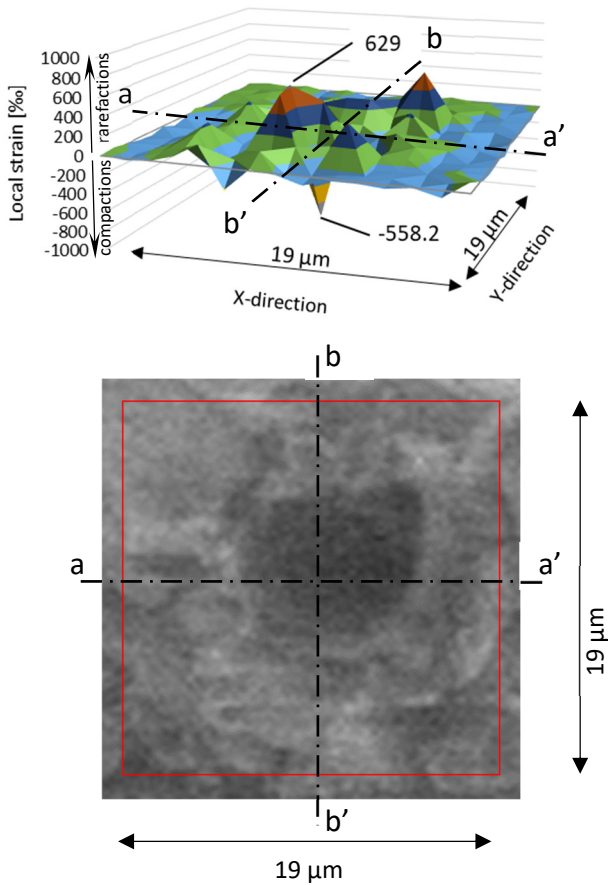 629
b
1000
800
600
400
200
0
-200
-400
-600
-800
-1000
Local strain [‰]
rarefactions
compactions
a
a’
b’
-558.2
19 µm
19 µm
X-direction
Y-direction
b
a
a’
19 µm
b’
19 µm